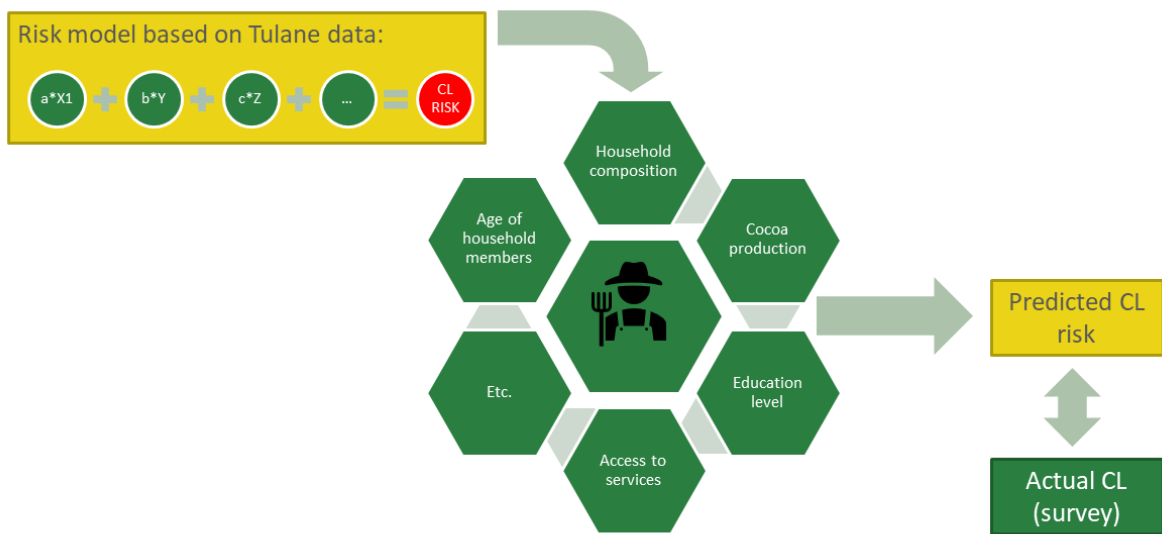 Risk model based on Tulane data:
a*X1
b*Y
c*Z
...
CL
RISK
Household
composition
Age of
household
members
Cocoa
production
Predicted CL
risk
Etc.
Education
level
Access to
services
Actual CL
(survey)